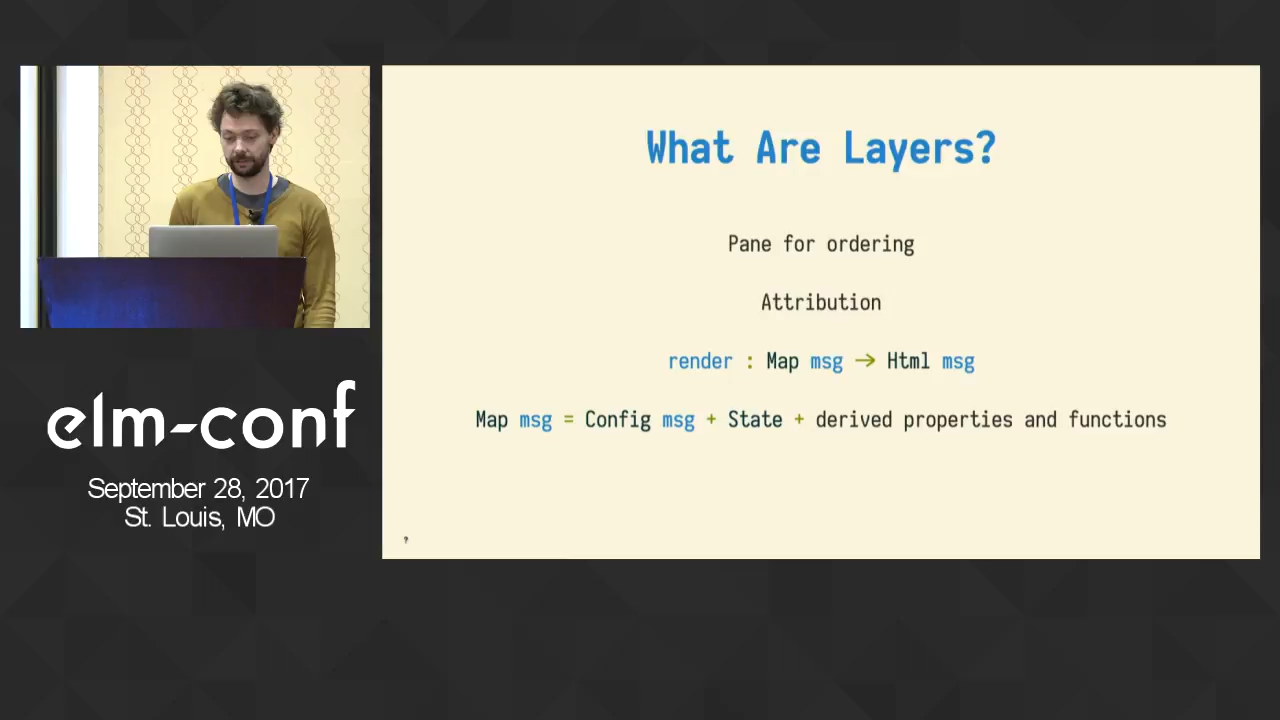 What Are Layers?
Pane for ordering
Attribution
render : Map msg → Html msg
Map msg = Config msg + State + derived properties and functions
elm-conf
September 28, 2017
St. Louis, MO